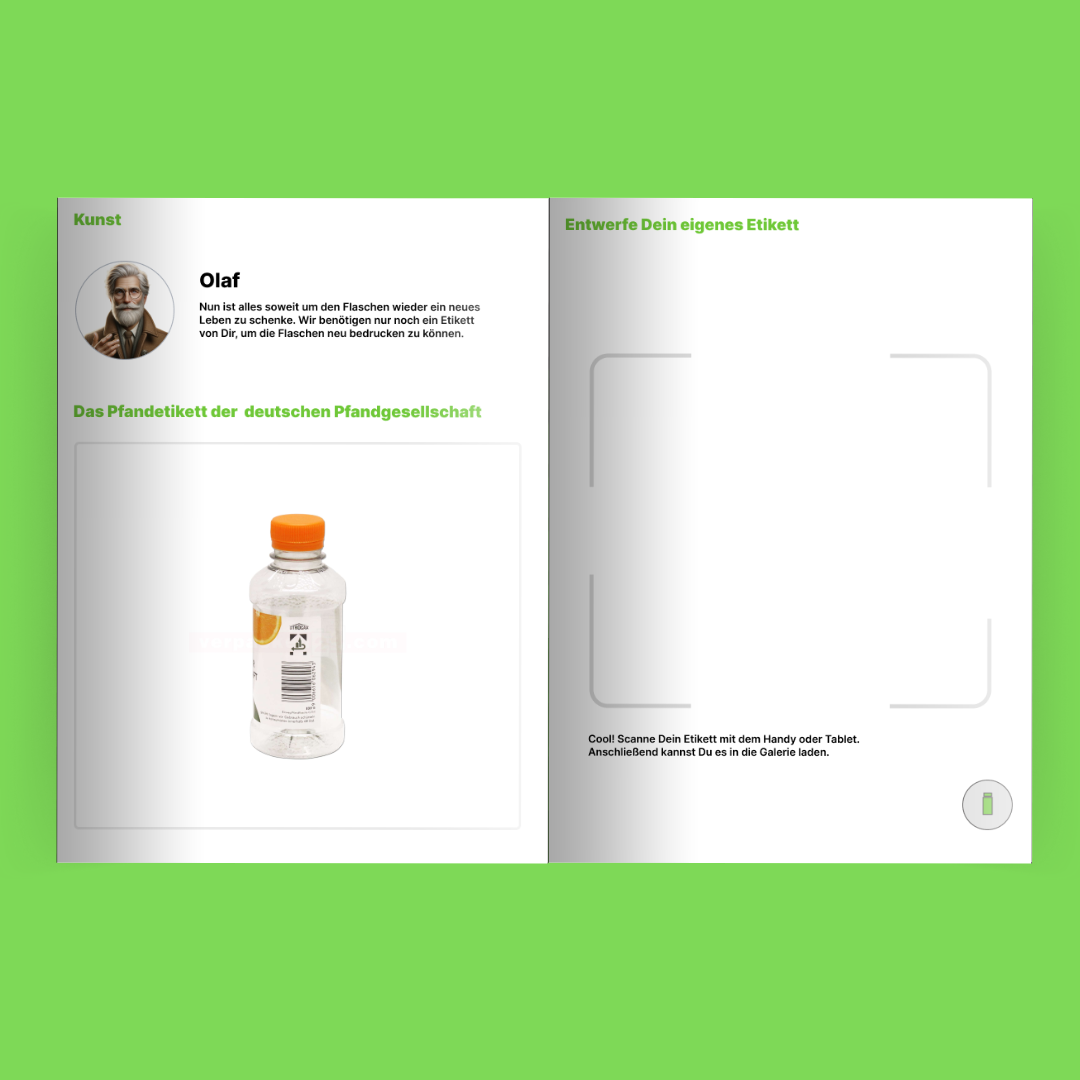 Kunst
Olaf
Nun ist alles soweit um den Flaschen wieder ein neues
Leben zu schenke. Wir benötigen nur noch ein Etikett
von Dir, um die Flaschen neu bedrucken zu können.
Das Pfandetikett der  deutschen Pfandgesellschaft
Entwerfe Dein eigenes Etikett
Cool! Scanne Dein Etikett mit dem Handy oder Tablet.
Anschließend kannst Du es in die Galerie laden.